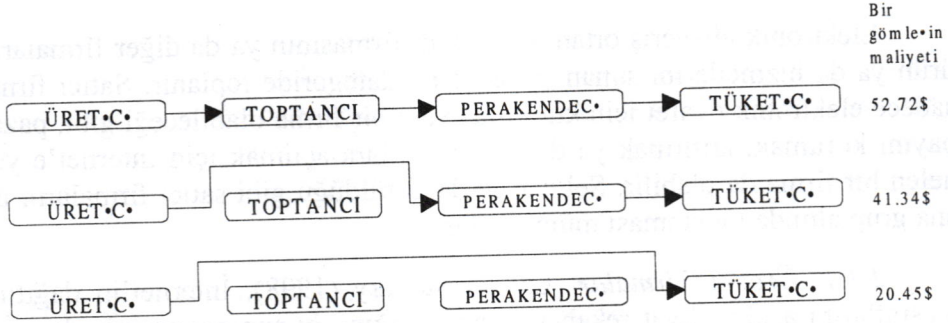 Bir
gömle•in
maliyeti
ÜRET•C• TOPTANCI PERAKENDEC• TÜKET•C• 52.72$
ÜRET•C• TOPTANCI PERAKENDEC• TÜKET•C• 41.34$
ÜRET•C• TOPTANCI PERAKENDEC• TÜKET•C• 20.45$